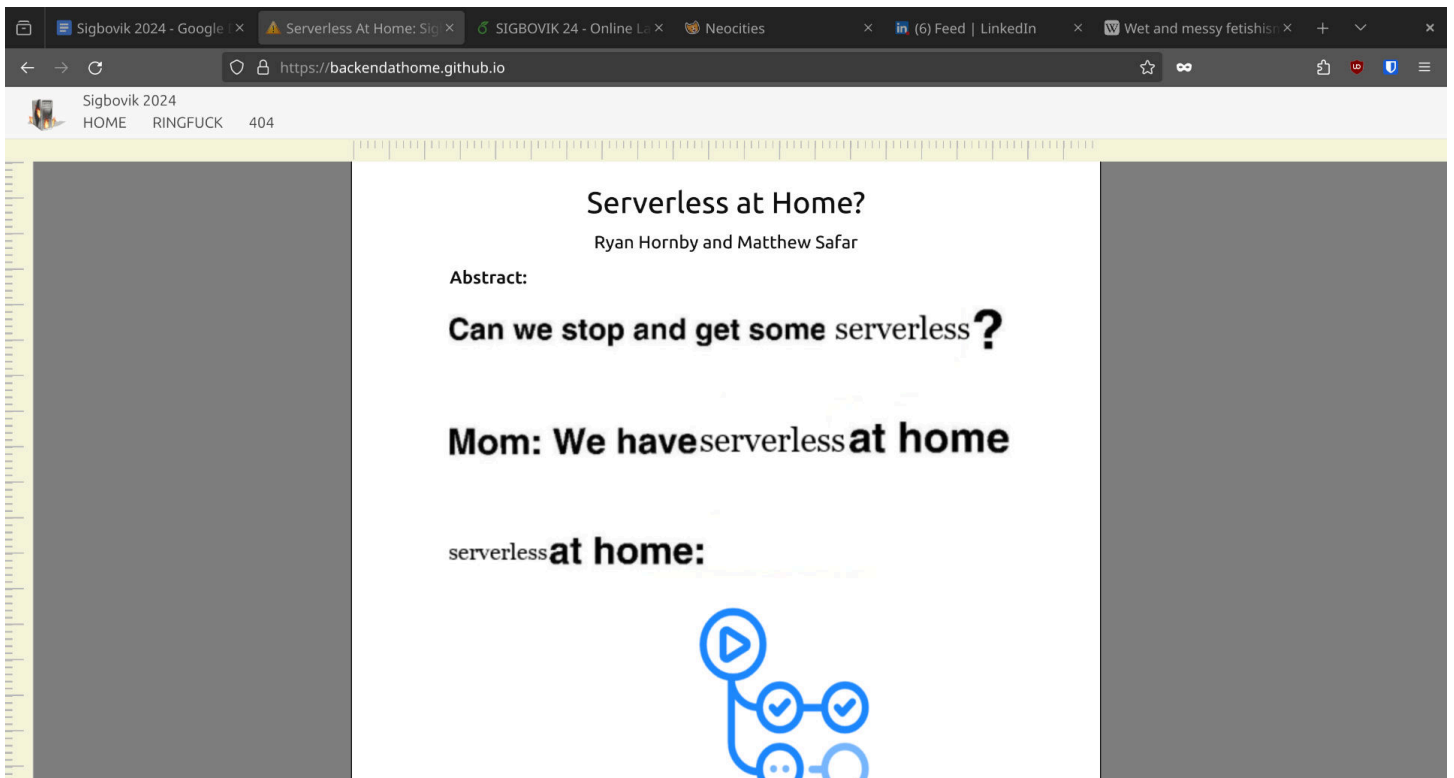 Sigbovik 2024 - Google
Serverless At Home: Sig
SIGBOVIK 24 - Online La
Neocities
(6) Feed | LinkedIn
Wet and messy fetishism
https://backendathome.github.io
Sigbovik 2024
HOME RINGFUCK 404
Serverless at Home?
Ryan Hornby and Matthew Safar
Abstract:
Can we stop and get some serverless?
Mom: We have serverless at home
serverless at home: